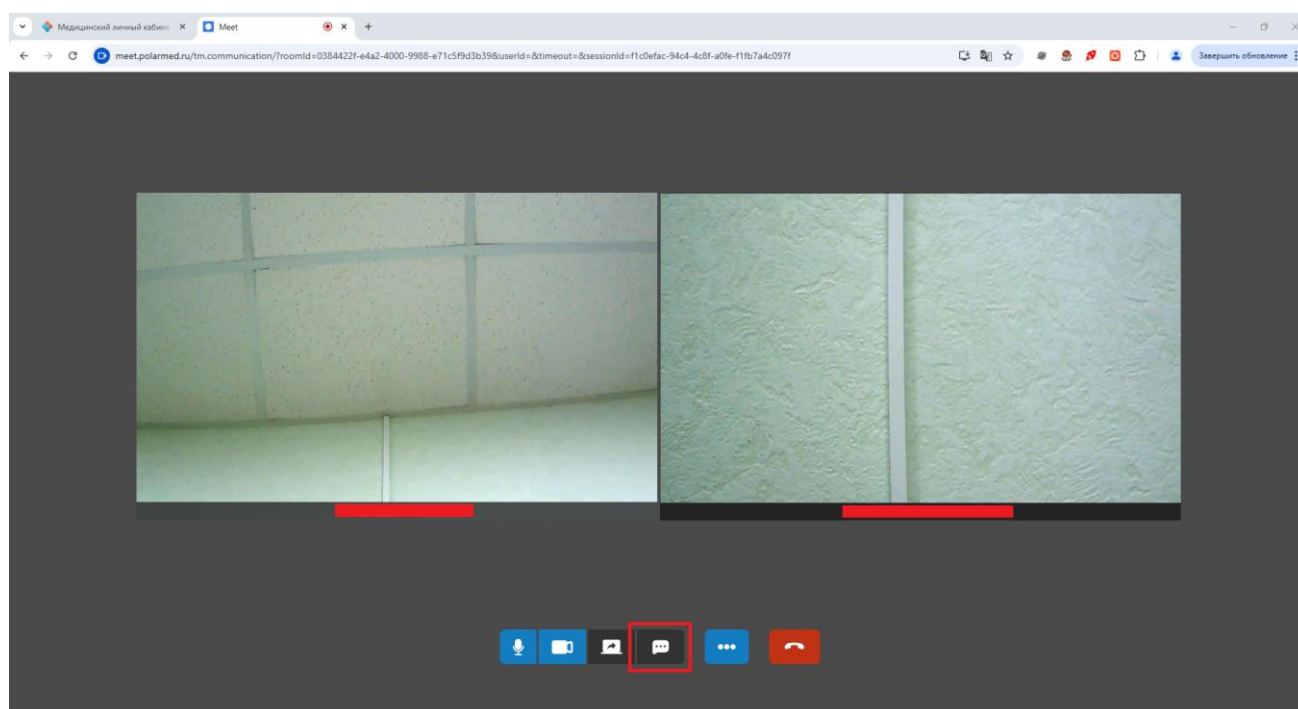 Медицинский личный кабине
Meet
meet.polarmed.ru/tm.communication/?roomId=0384422f-e4a2-4000-9988-e71c5f9d3b39&userId=&timeout=&sessionId=f1c0efac-94c4-4c8f-a0fe-f1fb7a4c097f
Завершить обновление